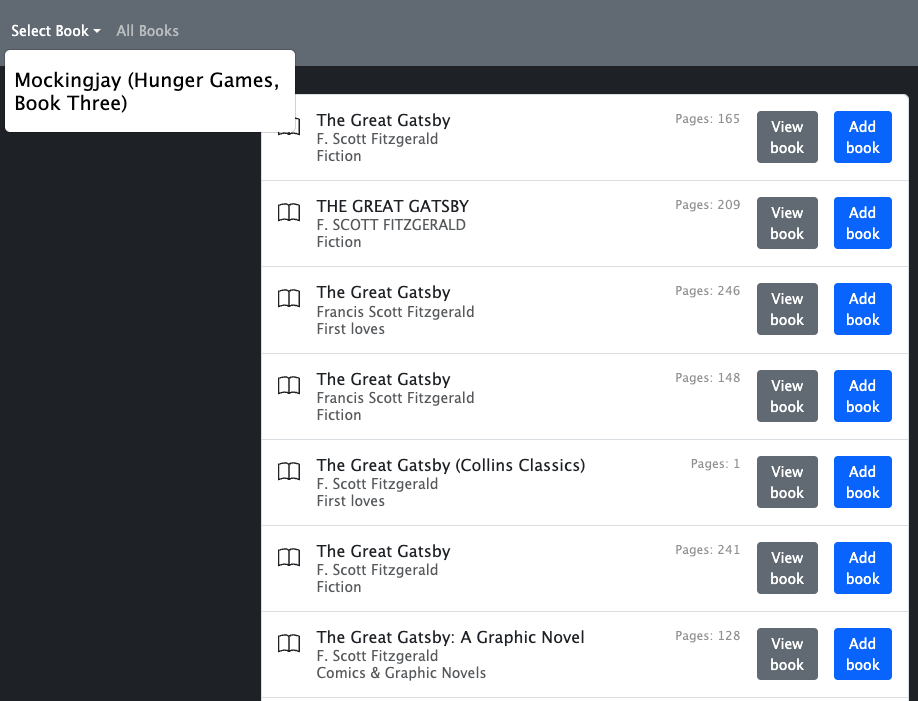 Select Book All Books
Mockingjay (Hunger Games,
Book Three)
The Great Gatsby
F. Scott Fitzgerald
Fiction
Pages: 165
View
book
Add
book
THE GREAT GATSBY
F. SCOTT FITZGERALD
Fiction
Pages: 209
View
book
Add
book
The Great Gatsby
Francis Scott Fitzgerald
First loves
Pages: 246
View
book
Add
book
The Great Gatsby
Francis Scott Fitzgerald
Fiction
Pages: 148
View
book
Add
book
The Great Gatsby (Collins Classics)
F. Scott Fitzgerald
First loves
Pages: 1
View
book
Add
book
The Great Gatsby
F. Scott Fitzgerald
Fiction
Pages: 241
View
book
Add
book
The Great Gatsby: A Graphic Novel
F. Scott Fitzgerald
Comics & Graphic Novels
Pages: 128
View
book
Add
book